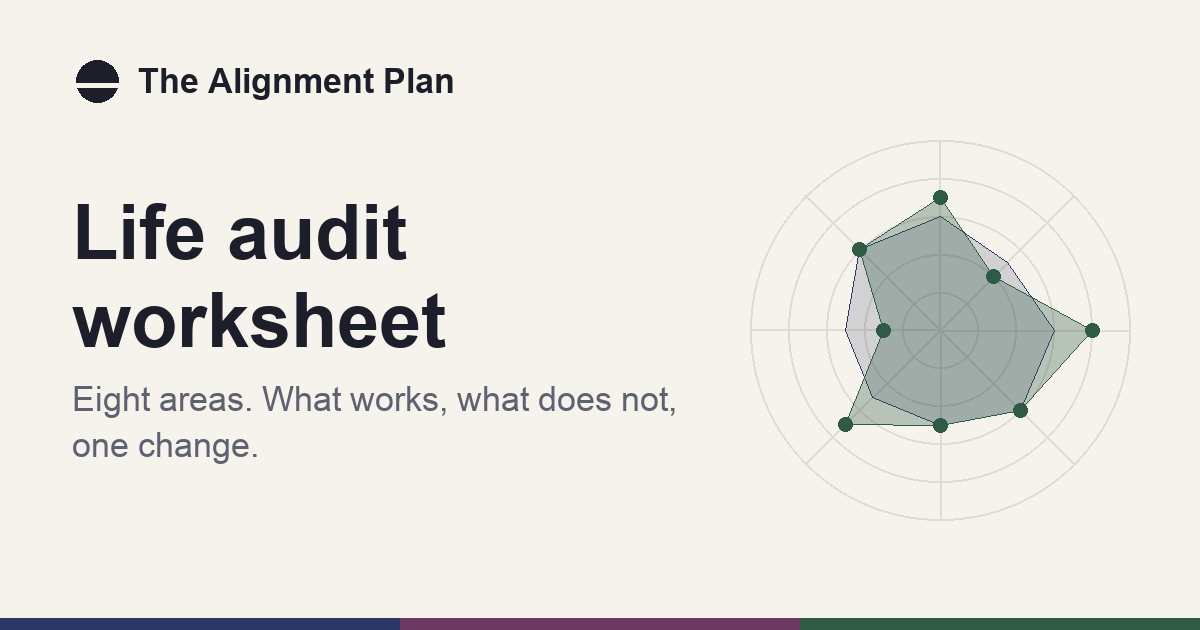 The Alignment Plan
Life audit
worksheet
Eight areas. What works, what does not,
one change.